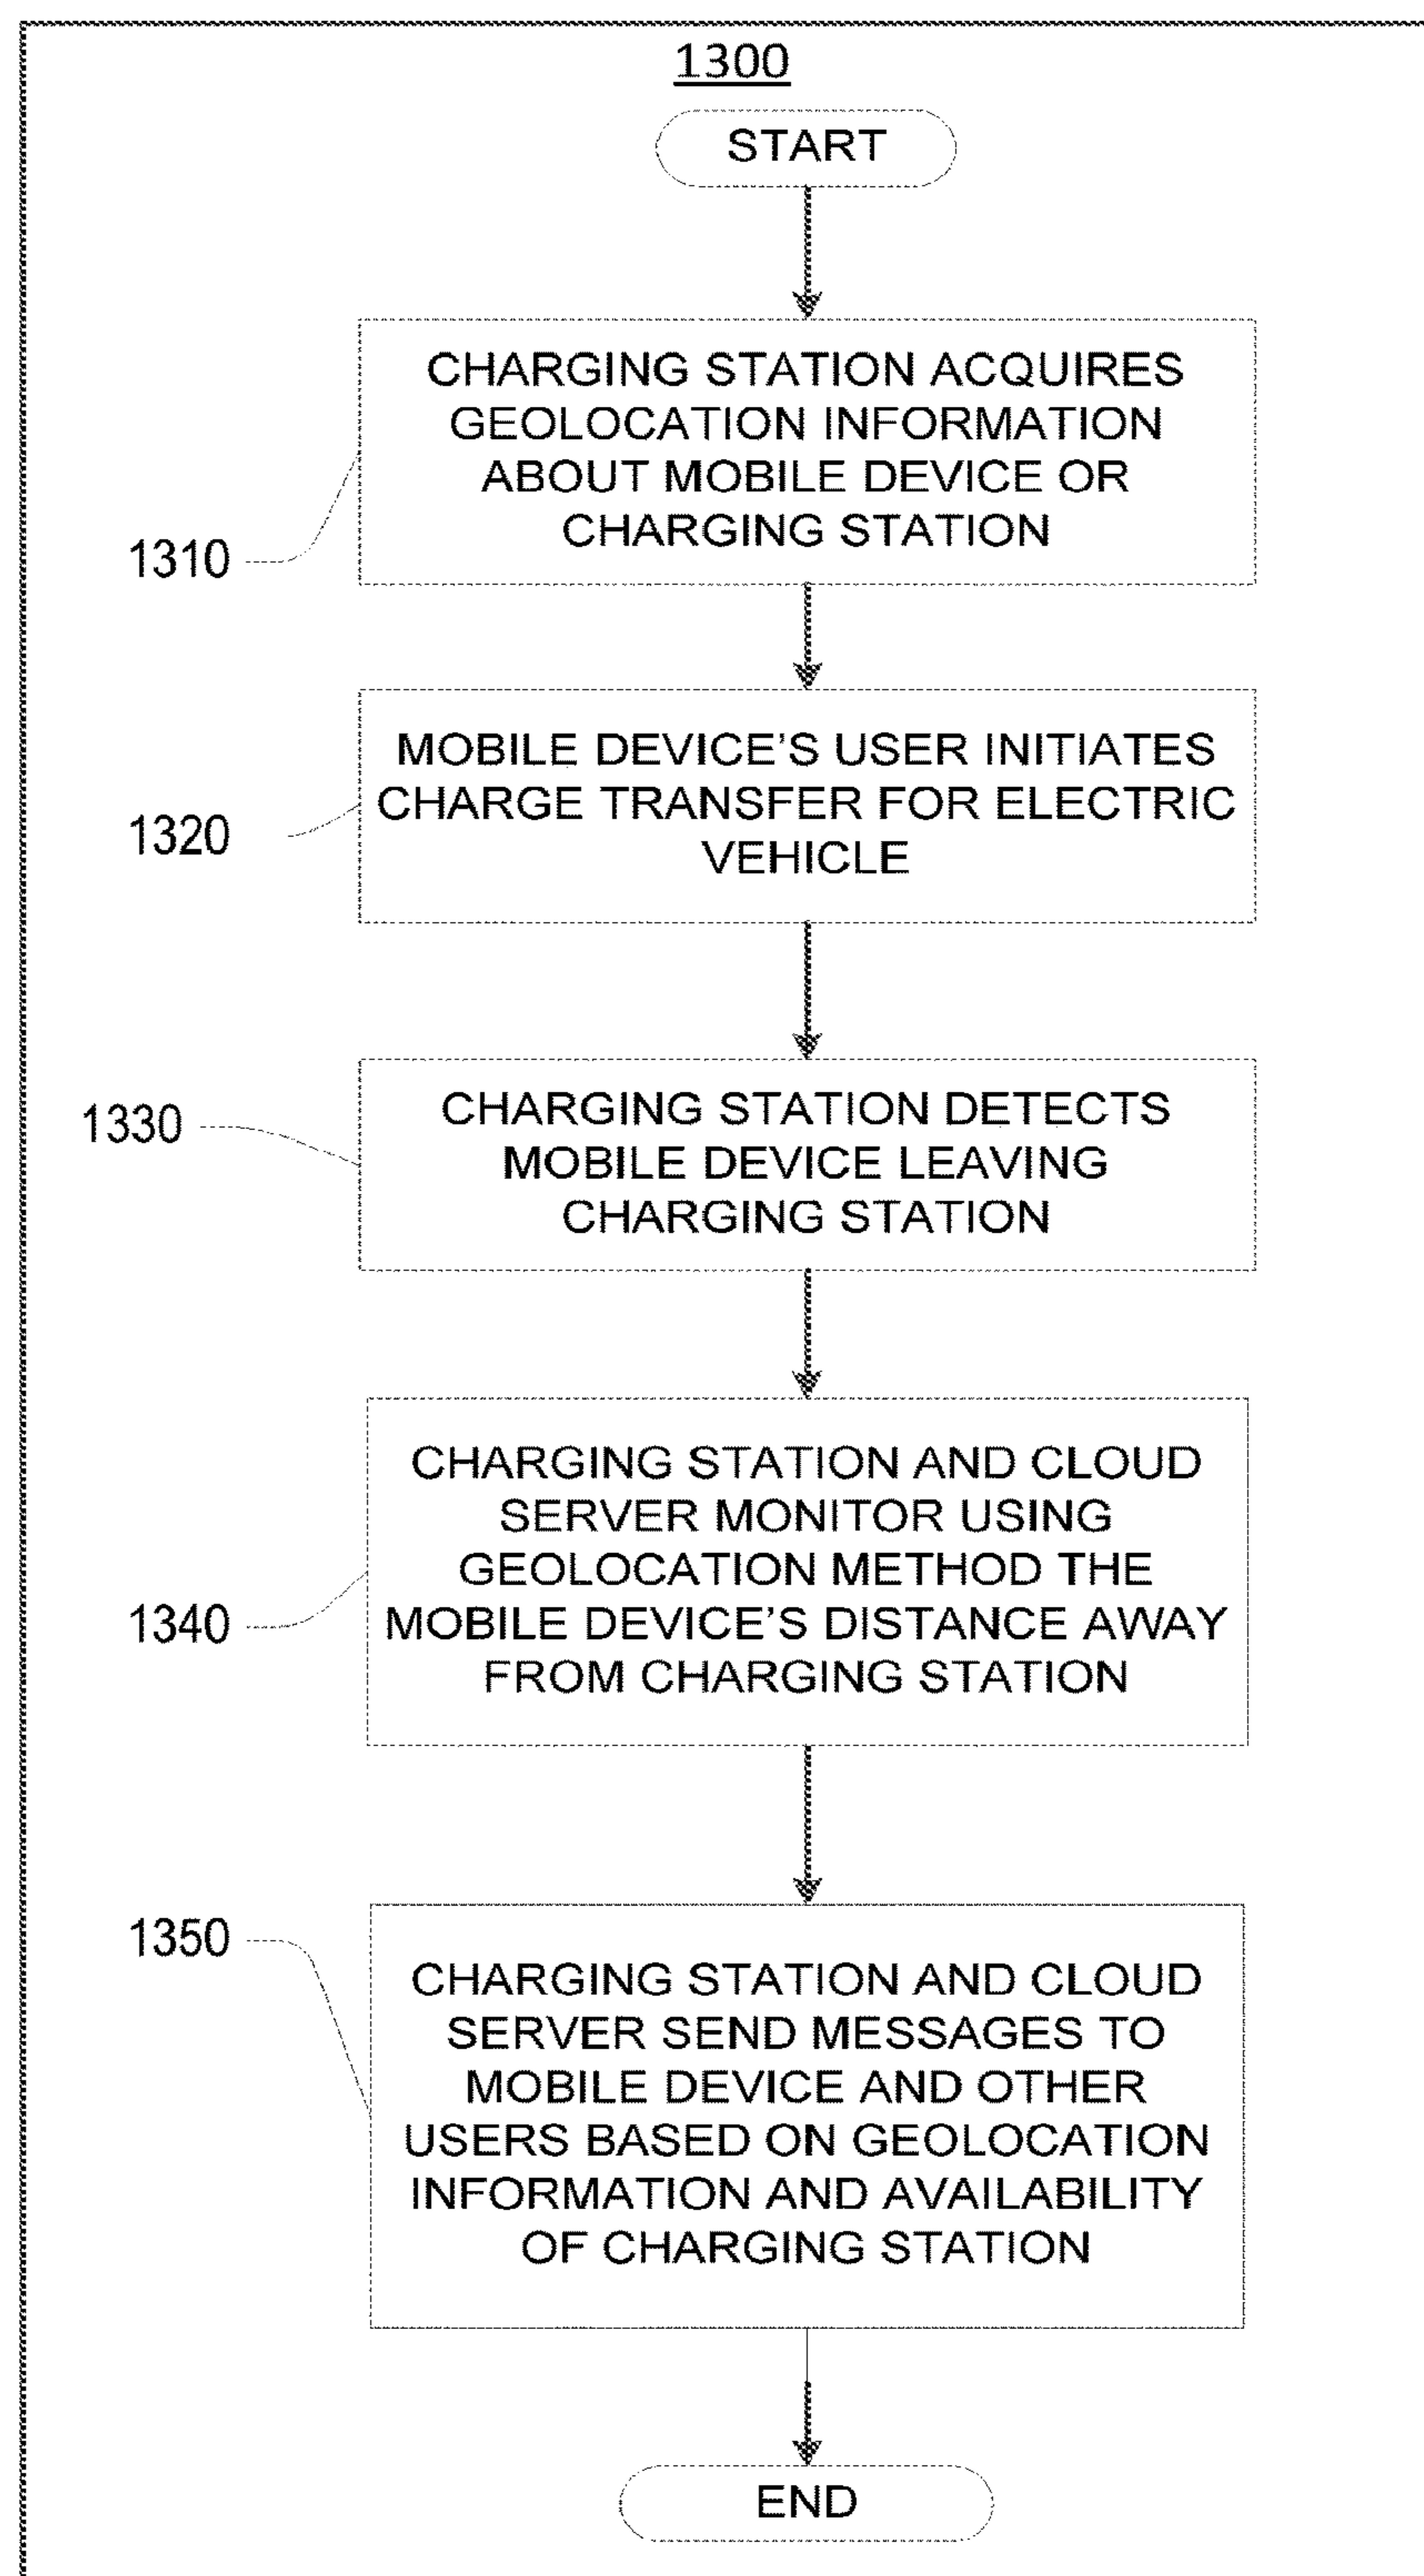 1300
START
CHARGING STATION ACQUIRES
GEOLOCATION INFORMATION
ABOUT MOBILE DEVICE OR
CHARGING STATION
1310
MOBILE DEVICE'S USER INITIATES
CHARGE TRANSFER FOR ELECTRIC
VEHICLE
1320
CHARGING STATION DETECTS
MOBILE DEVICE LEAVING
CHARGING STATION
1330
CHARGING STATION AND CLOUD
SERVER MONITOR USING
GEOLOCATION METHOD THE
MOBILE DEVICE'S DISTANCE AWAY
FROM CHARGING STATION
1340
CHARGING STATION AND CLOUD
SERVER SEND MESSAGES TO
MOBILE DEVICE AND OTHER
USERS BASED ON GEOLOCATION
INFORMATION AND AVAILABILITY
OF CHARGING STATION
1350
END